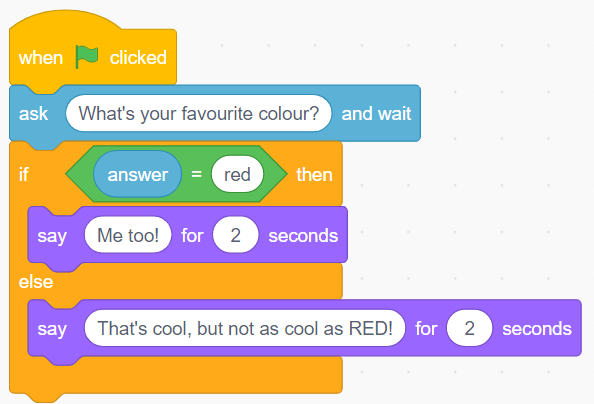 when clicked
ask What's your favourite colour? and wait
if answer = red then
say Me too! for 2 seconds
else
say That's cool, but not as cool as RED! for 2 seconds